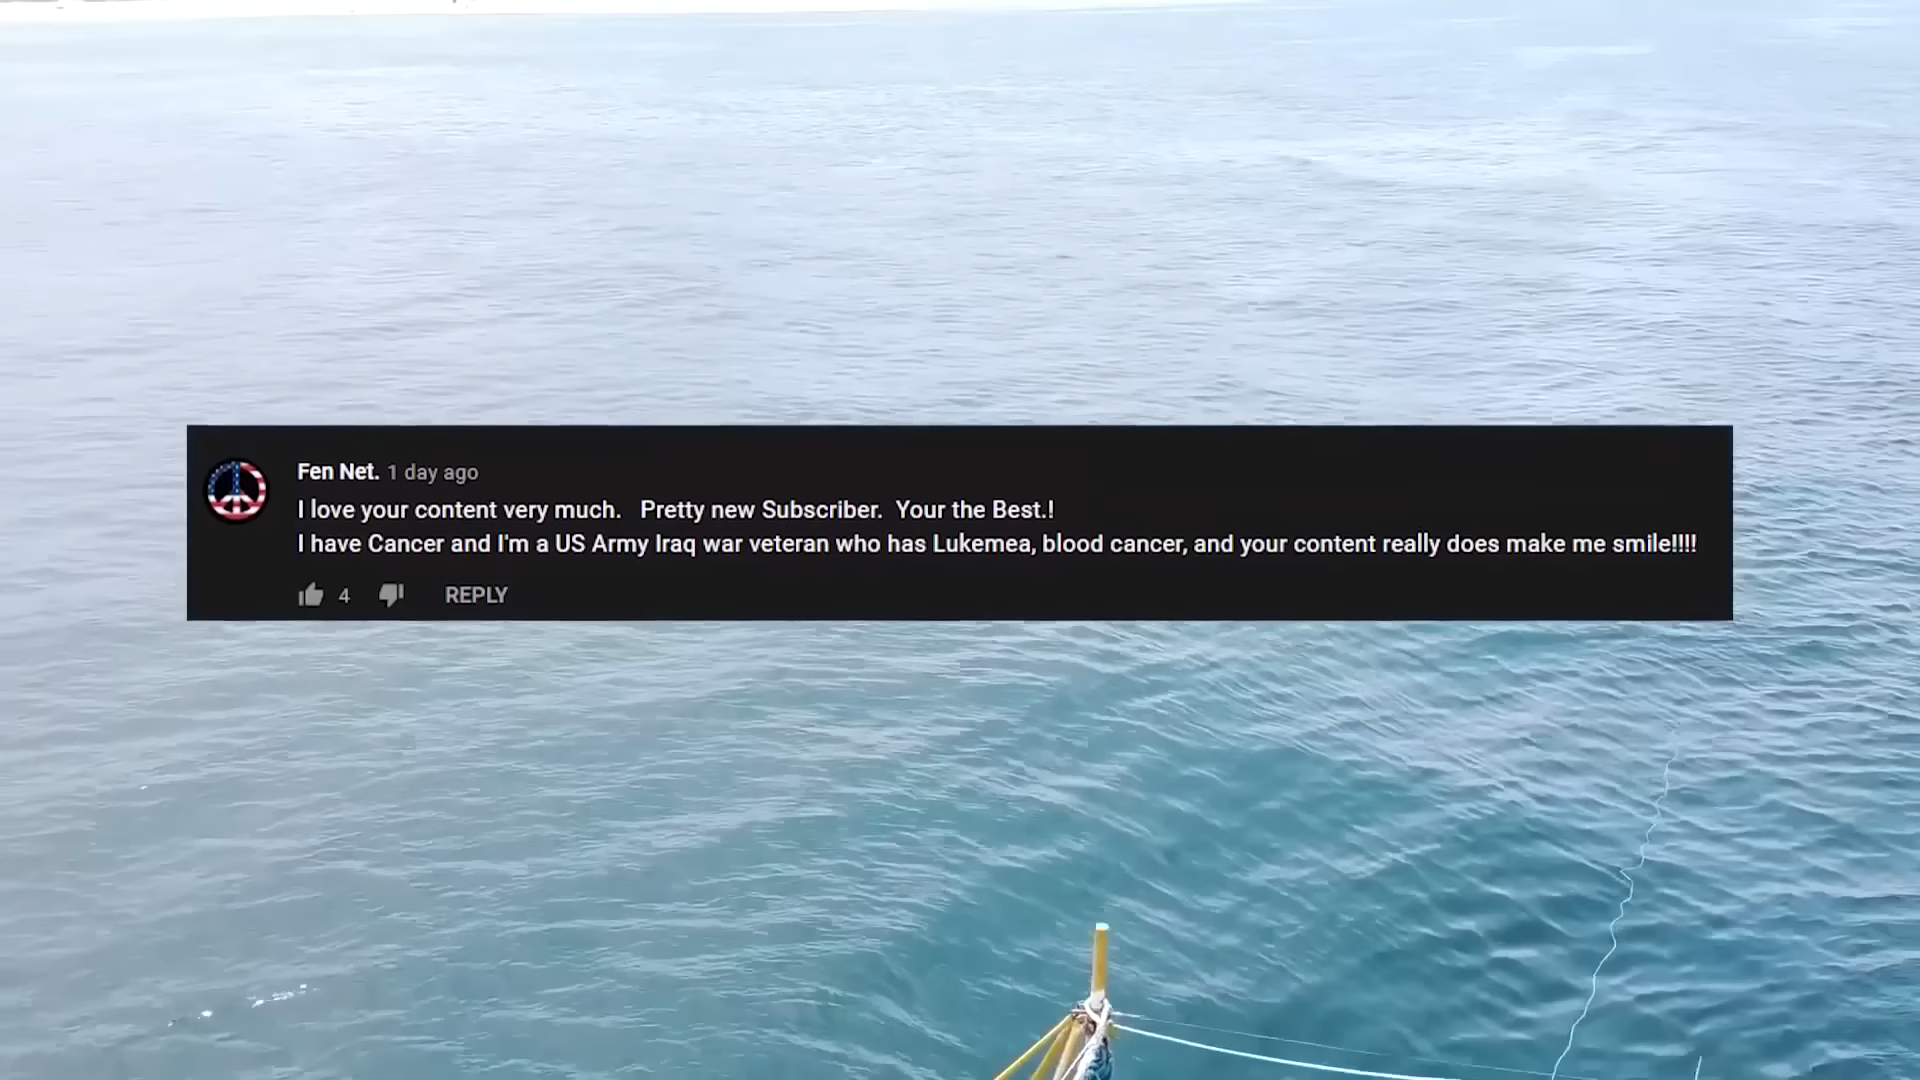 Fen Net. 1 day ago
I love your content very much.   Pretty new Subscriber.  Your the Best.!
I have Cancer and I'm a US Army Iraq war veteran who has Lukemea, blood cancer, and your content really does make me smile!!!!
4 REPLY